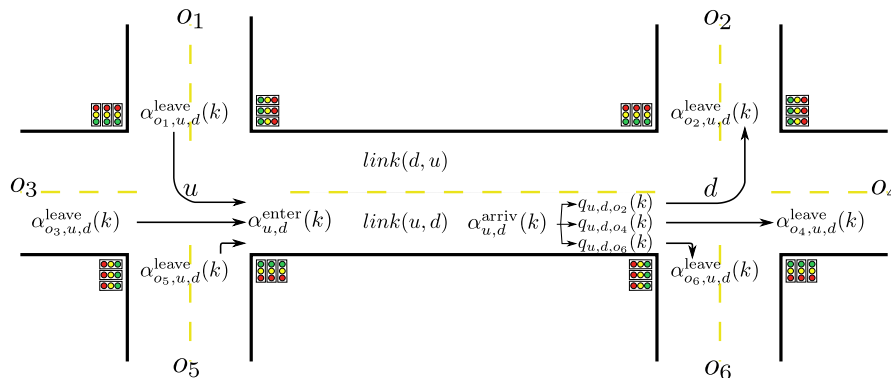 o₁ o₂
α^leave_{o₁,u,d}(k) α^leave_{o₂,u,d}(k)
link(d, u)
o₃ u d o₄
α^leave_{o₃,u,d}(k) α^enter_{u,d}(k) link(u, d) α^arriv_{u,d}(k) q_{u,d,o₂}(k) α^leave_{o₄,u,d}(k)
q_{u,d,o₄}(k)
q_{u,d,o₆}(k)
α^leave_{o₅,u,d}(k) α^leave_{o₆,u,d}(k)
o₅ o₆